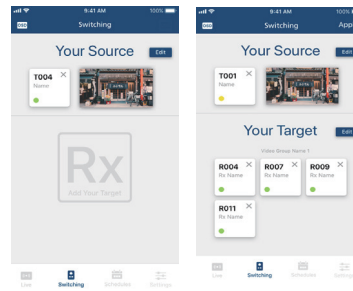 9:41 AM
100%
Switching
Your Source
Edit
T004
Name
Rx
Add Your Target
Live
Switching
Schedules
Settings
9:41 AM
100%
Switching
App
Your Source
Edit
T001
Name
Your Target
Edit
Video Group Name 1
R004
Rx Name
R007
Rx Name
R009
Rx Name
R011
Rx Name
Live
Switching
Schedules
Settings